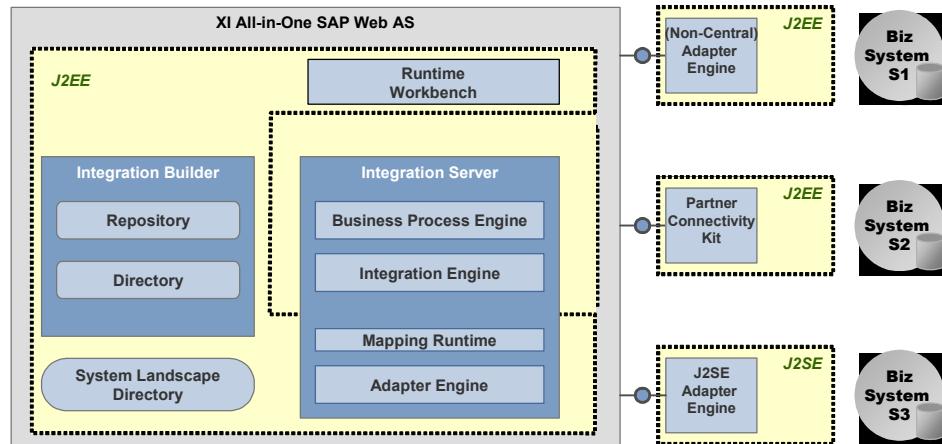 XI All-in-One SAP Web AS
J2EE
Runtime
Workbench
Integration Builder
Repository
Directory
System Landscape
Directory
Integration Server
Business Process Engine
Integration Engine
Mapping Runtime
Adapter Engine
(Non-Central)
Adapter
Engine
J2EE
Biz
System
S1
Partner
Connectivity
Kit
J2EE
Biz
System
S2
J2SE
Adapter
Engine
J2SE
Biz
System
S3